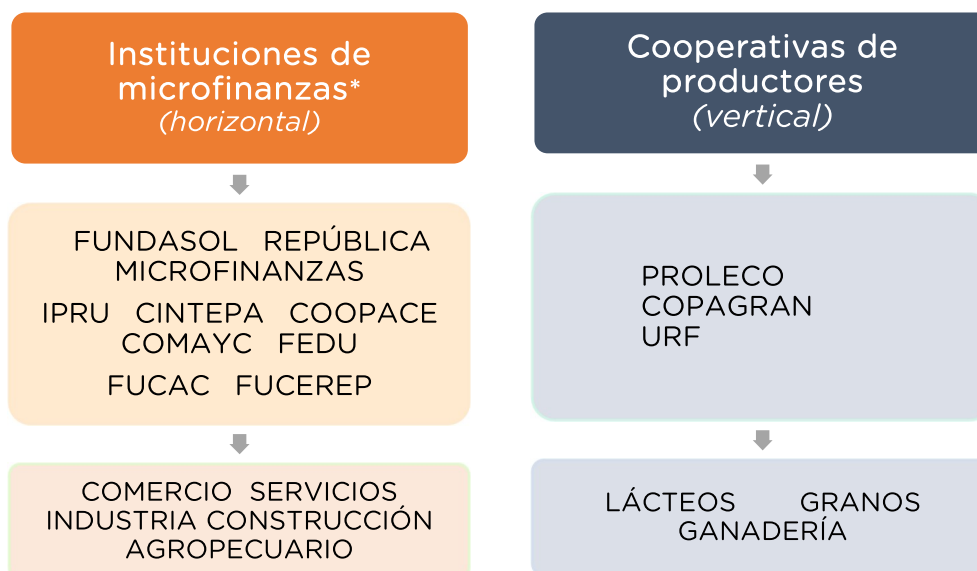 Instituciones de
microfinanzas*
(horizontal)
FUNDASOL REPÚBLICA
MICROFINANZAS
IPRU CINTEPA COOPACE
COMAYC FEDU
FUCAC FUCEREP
COMERCIO SERVICIOS
INDUSTRIA CONSTRUCCIÓN
AGROPECUARIO
Cooperativas de
productores
(vertical)
PROLECO
COPAGRAN
URF
LÁCTEOS GRANOS
GANADERÍA